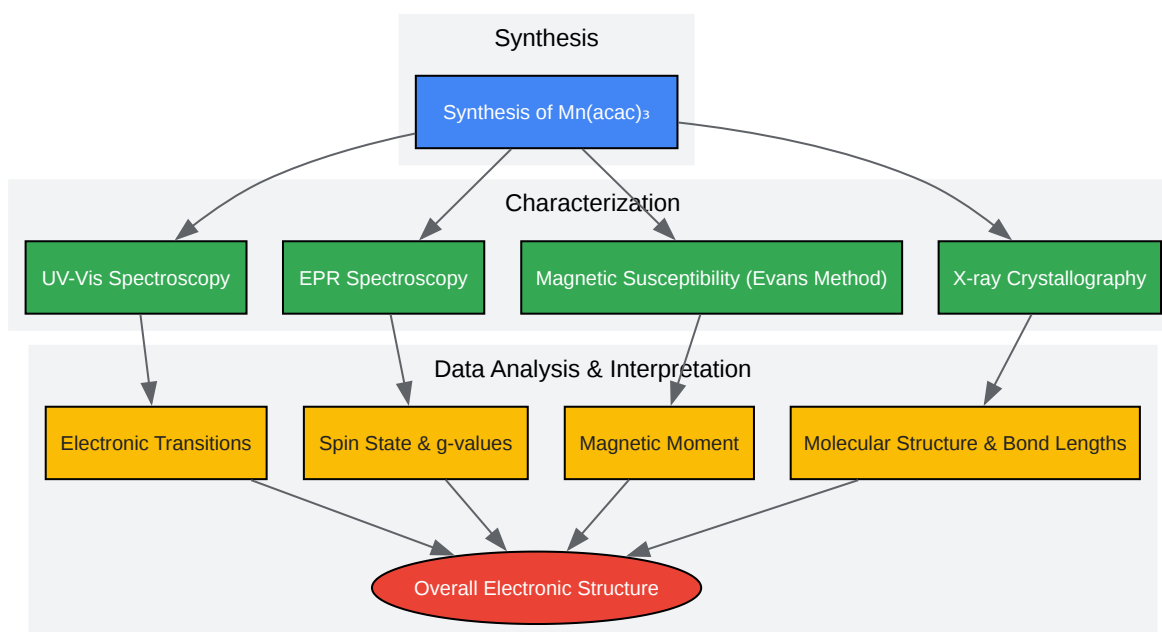 Synthesis
Synthesis of Mn(acac)₃
Characterization
UV-Vis Spectroscopy
EPR Spectroscopy
Magnetic Susceptibility (Evans Method)
X-ray Crystallography
Data Analysis & Interpretation
Electronic Transitions
Spin State & g-values
Magnetic Moment
Molecular Structure & Bond Lengths
Overall Electronic Structure